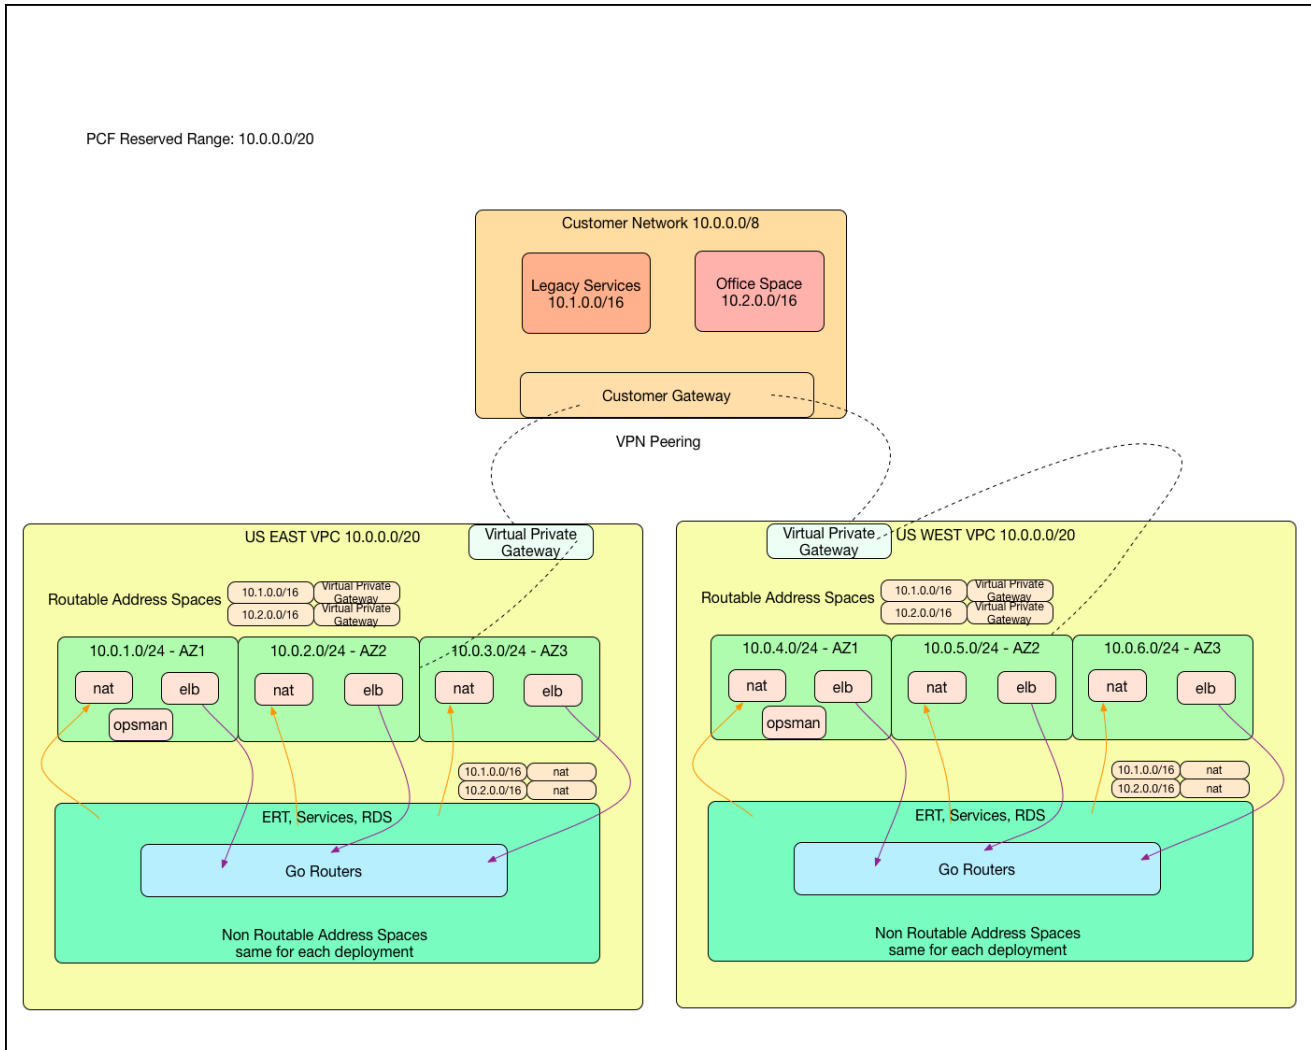 PCF Reserved Range: 10.0.0.0/20
Customer Network 10.0.0.0/8
Legacy Services
10.1.0.0/16
Office Space
10.2.0.0/16
Customer Gateway
VPN Peering
US EAST VPC 10.0.0.0/20
Virtual Private
Gateway
Routable Address Spaces
10.1.0.0/16
Virtual Private
Gateway
10.2.0.0/16
Virtual Private
Gateway
10.0.1.0/24 - AZ1
10.0.2.0/24 - AZ2
10.0.3.0/24 - AZ3
nat
elb
opsman
nat
elb
nat
elb
10.1.0.0/16
nat
10.2.0.0/16
nat
ERT, Services, RDS
Go Routers
Non Routable Address Spaces
same for each deployment
Virtual Private
Gateway
US WEST VPC 10.0.0.0/20
Routable Address Spaces
10.1.0.0/16
Virtual Private
Gateway
10.2.0.0/16
Virtual Private
Gateway
10.0.4.0/24 - AZ1
10.0.5.0/24 - AZ2
10.0.6.0/24 - AZ3
nat
elb
opsman
nat
elb
nat
elb
10.1.0.0/16
nat
10.2.0.0/16
nat
ERT, Services, RDS
Go Routers
Non Routable Address Spaces
same for each deployment